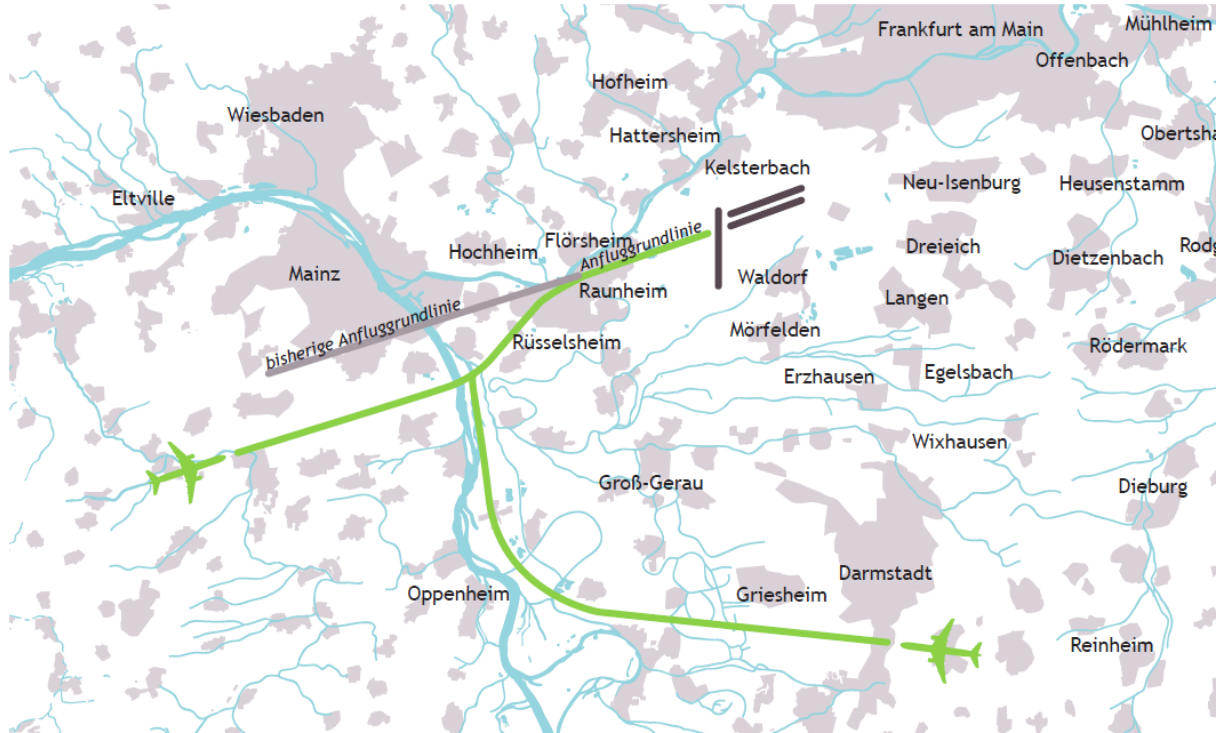 Mühlheim
Frankfurt am Main
Offenbach
Hofheim
Wiesbaden
Hattersheim
Obertsha
Kelsterbach
Neu-Isenburg
Heusenstamm
Eltville
Flörsheim
Hochheim
Anfluggrundlinie
Dreieich
Dietzenbach
Rodg
Mainz
Waldorf
Raunheim
Langen
bisherige Anfluggrundlinie
Mörfelden
Rüsselsheim
Rödermark
Erzhausen
Egelsbach
Wixhausen
Groß-Gerau
Dieburg
Darmstadt
Oppenheim
Griesheim
Reinheim